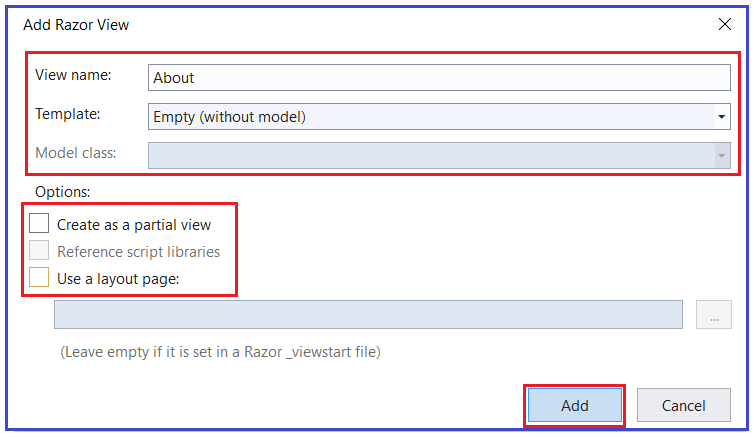 Add Razor View
View name: About
Template: Empty (without model)
Model class:
Options:
Create as a partial view
Reference script libraries
Use a layout page:
...
(Leave empty if it is set in a Razor _viewstart file)
Add Cancel